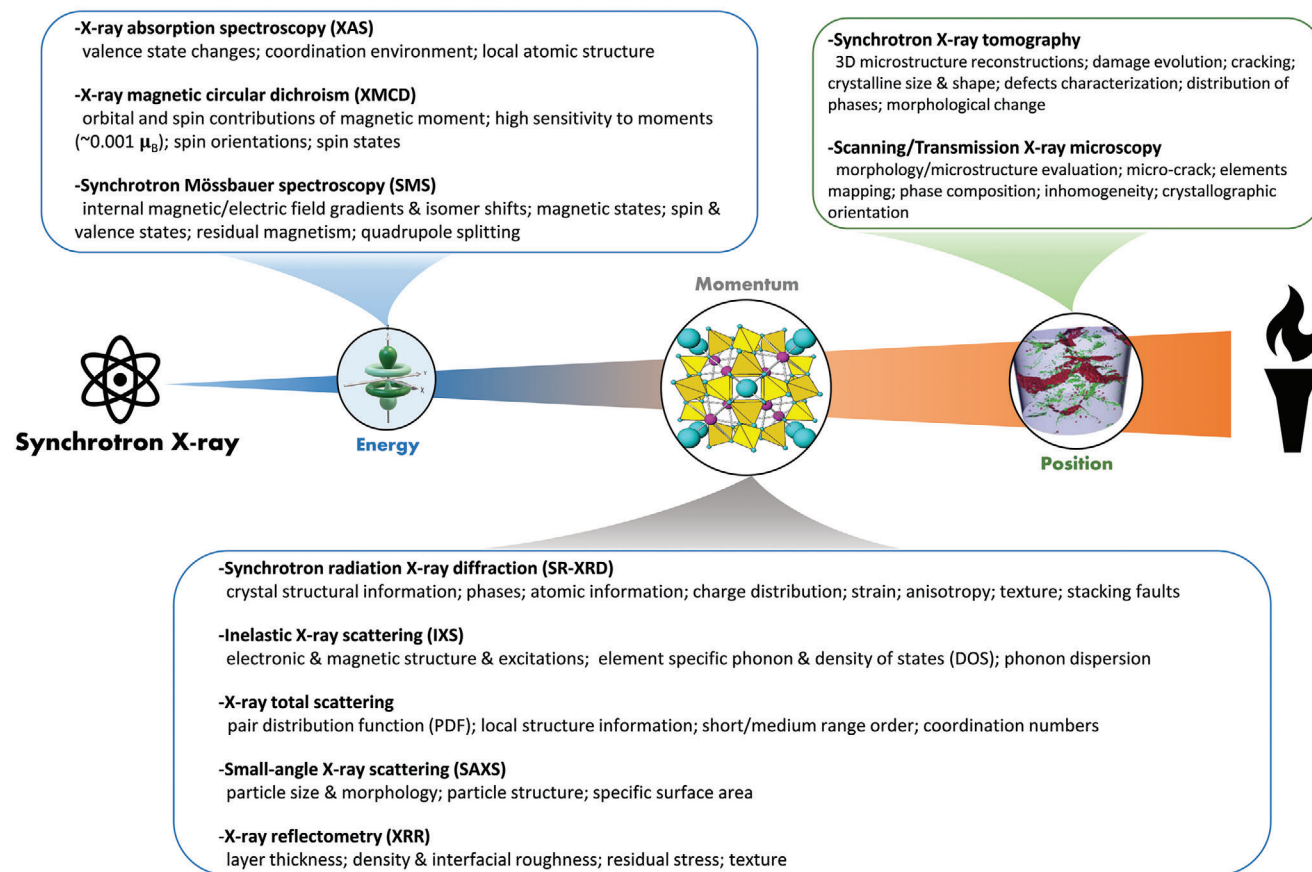 -X-ray absorption spectroscopy (XAS)
valence state changes; coordination environment; local atomic structure
-X-ray magnetic circular dichroism (XMCD)
orbital and spin contributions of magnetic moment; high sensitivity to moments
(~0.001 μB); spin orientations; spin states
-Synchrotron Mössbauer spectroscopy (SMS)
internal magnetic/electric field gradients & isomer shifts; magnetic states; spin &
valence states; residual magnetism; quadrupole splitting
-Synchrotron X-ray tomography
3D microstructure reconstructions; damage evolution; cracking;
crystalline size & shape; defects characterization; distribution of
phases; morphological change
-Scanning/Transmission X-ray microscopy
morphology/microstructure evaluation; micro-crack; elements
mapping; phase composition; inhomogeneity; crystallographic
orientation
Momentum
Y
X
Synchrotron X-ray
Energy
Position
-Synchrotron radiation X-ray diffraction (SR-XRD)
crystal structural information; phases; atomic information; charge distribution; strain; anisotropy; texture; stacking faults
-Inelastic X-ray scattering (IXS)
electronic & magnetic structure & excitations; element specific phonon & density of states (DOS); phonon dispersion
-X-ray total scattering
pair distribution function (PDF); local structure information; short/medium range order; coordination numbers
-Small-angle X-ray scattering (SAXS)
particle size & morphology; particle structure; specific surface area
-X-ray reflectometry (XRR)
layer thickness; density & interfacial roughness; residual stress; texture